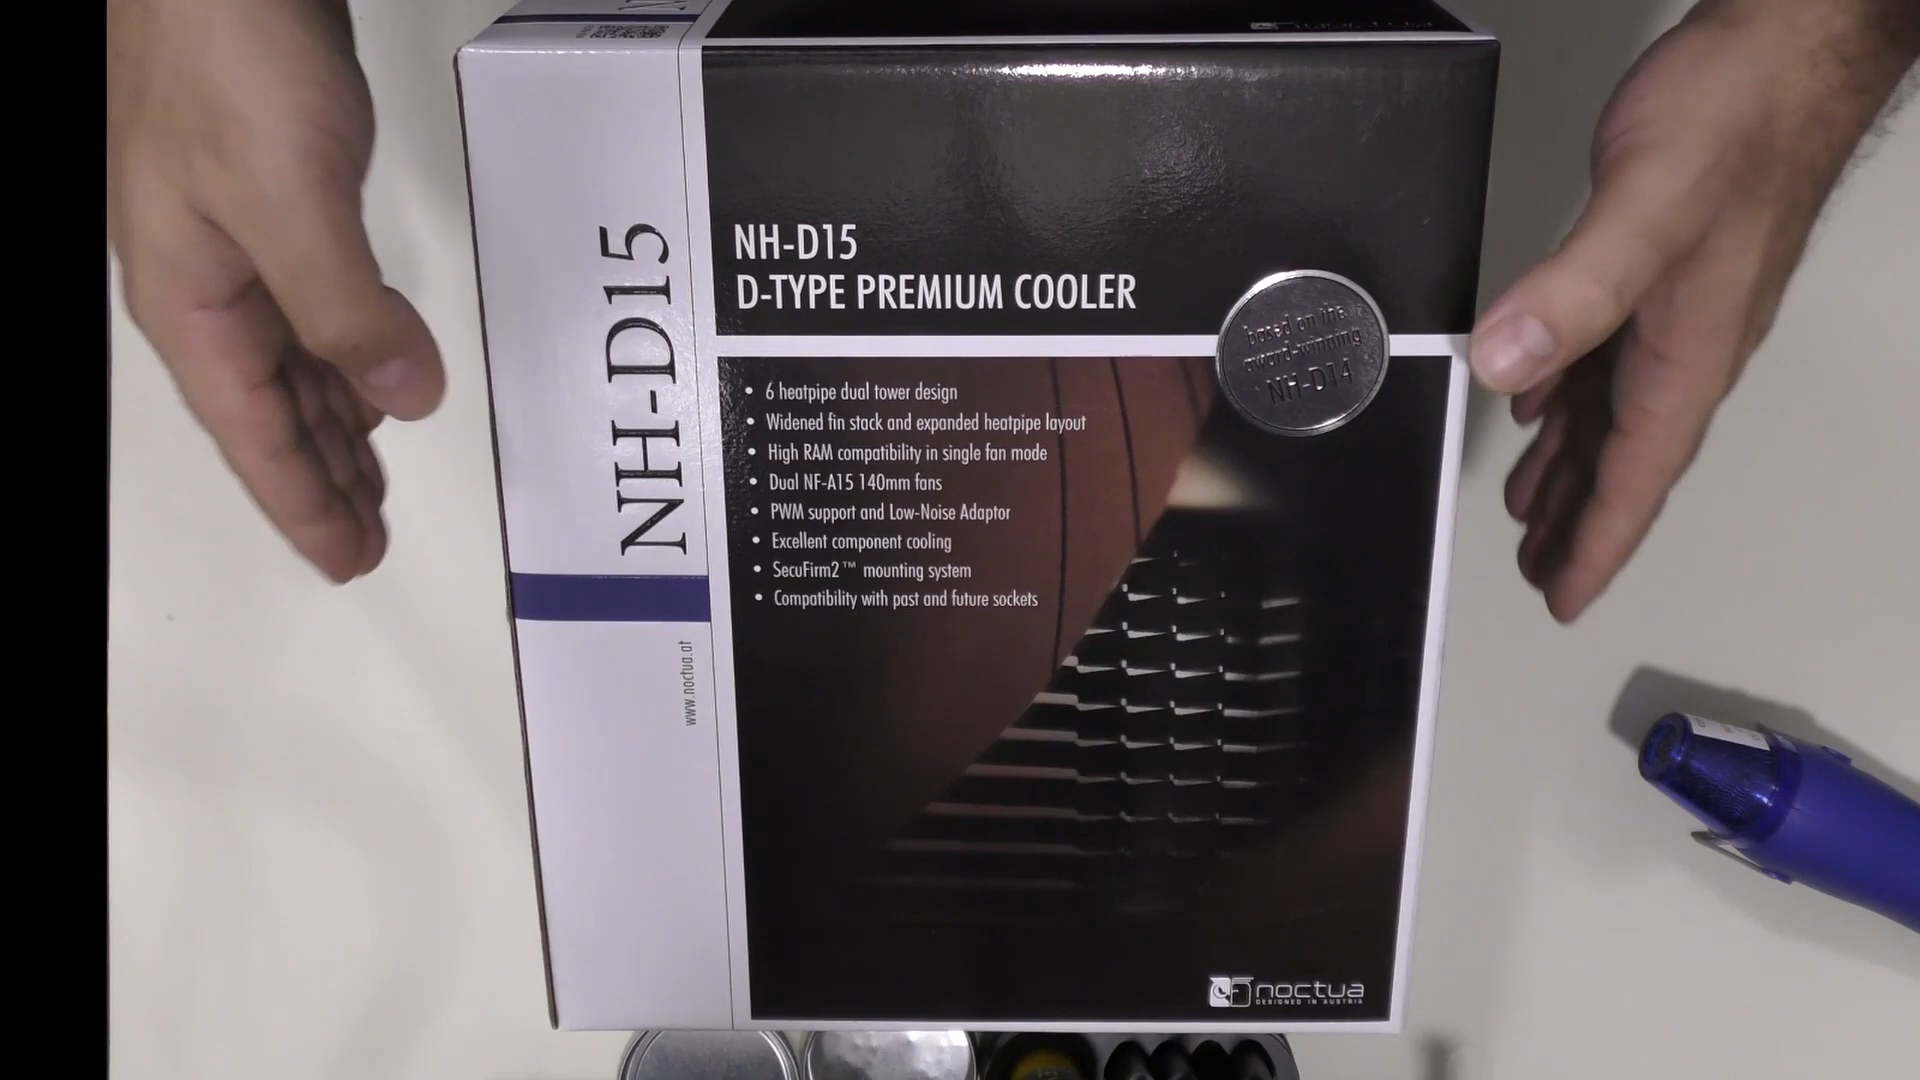 NH-D15
www.noctua.at
NH-D15
D-TYPE PREMIUM COOLER
based on the
award-winning
NH-D14
• 6 heatpipe dual tower design
• Widened fin stack and expanded heatpipe layout
• High RAM compatibility in single fan mode
• Dual NF-A15 140mm fans
• PWM support and Low-Noise Adaptor
• Excellent component cooling
• SecuFirm2™ mounting system
• Compatibility with past and future sockets
noctua
DESIGNED IN AUSTRIA